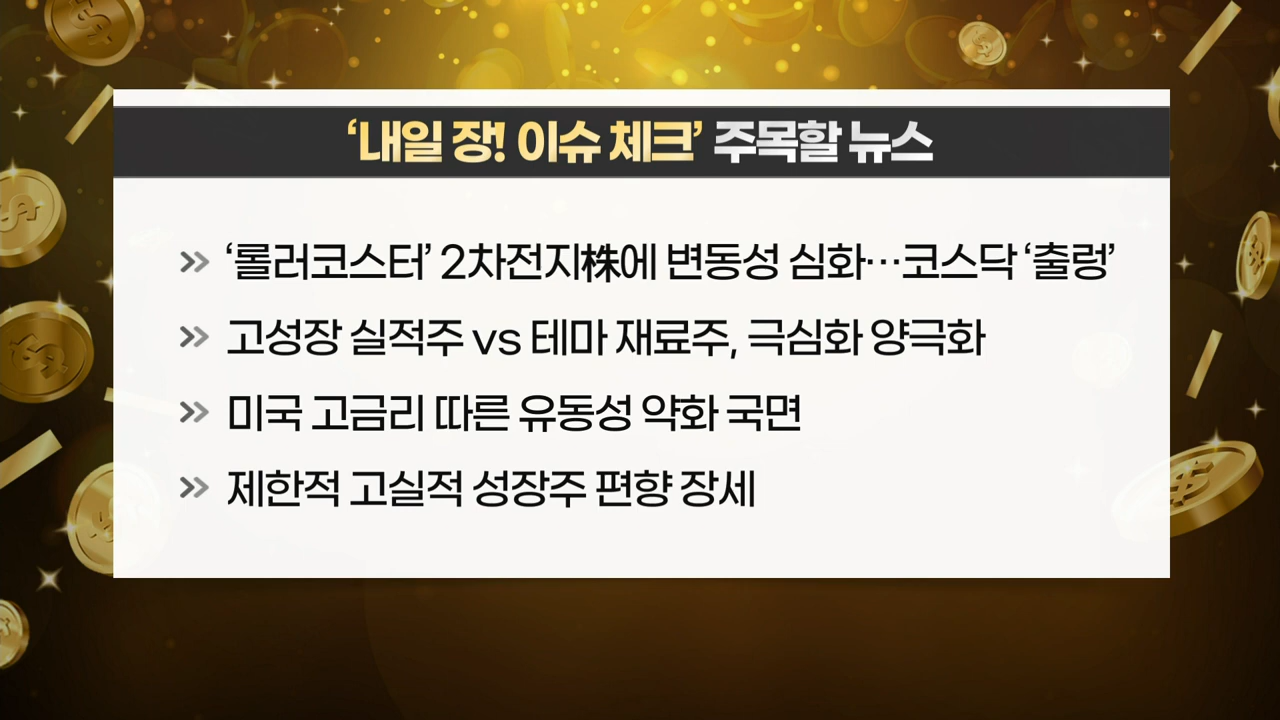 ‘내일 장! 이슈 체크’ 주목할 뉴스
» ‘롤러코스터’ 2차전지株에 변동성 심화…코스닥 ‘출렁’
» 고성장 실적주 vs 테마 재료주, 극심화 양극화
» 미국 고금리 따른 유동성 약화 국면
» 제한적 고실적 성장주 편향 장세